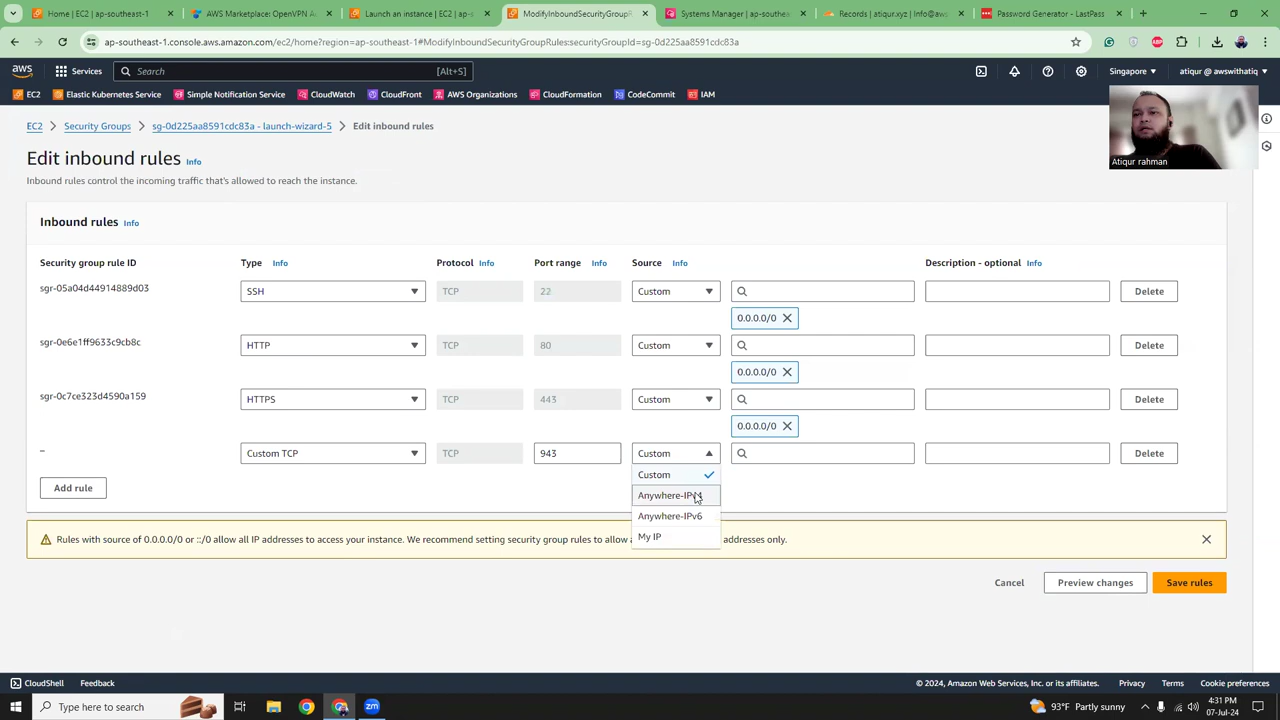 Home | EC2 | ap-southeast-1
AWS Marketplace: OpenVPN A
Launch an instance | EC2 | ap-s
ModifyInboundSecurityGroupR
Systems Manager | ap-southea
Records | atiqur.xyz | Info@aws
Password Generator - LastPass
ap-southeast-1.console.aws.amazon.com/ec2/home?region=ap-southeast-1#ModifyInboundSecurityGroupRules:securityGroupId=sg-0d225aa8591cdc83a
aws Services Search [Alt+S] Singapore atiqur @ awswithatiq
EC2 Elastic Kubernetes Service Simple Notification Service CloudWatch CloudFront AWS Organizations CloudFormation CodeCommit IAM
EC2 > Security Groups > sg-0d225aa8591cdc83a - launch-wizard-5 > Edit inbound rules
Atiqur rahman
Edit inbound rules Info
Inbound rules control the incoming traffic that's allowed to reach the instance.
Inbound rules Info
Security group rule ID Type Info Protocol Info Port range Info Source Info Description - optional Info
sgr-05a04d44914889d03 SSH TCP 22 Custom Delete
0.0.0.0/0
sgr-0e6e1ff9633c9cb8c HTTP TCP 80 Custom Delete
0.0.0.0/0
sgr-0c7ce323d4590a159 HTTPS TCP 443 Custom Delete
0.0.0.0/0
– Custom TCP TCP 943 Custom Delete
Custom
Anywhere-IPv4
Anywhere-IPv6
My IP
Add rule
Rules with source of 0.0.0.0/0 or ::/0 allow all IP addresses to access your instance. We recommend setting security group rules to allow addresses only.
Cancel Preview changes Save rules
CloudShell Feedback © 2024, Amazon Web Services, Inc. or its affiliates. Privacy Terms Cookie preferences
Type here to search 93°F Partly sunny 4:31 PM
07-Jul-24